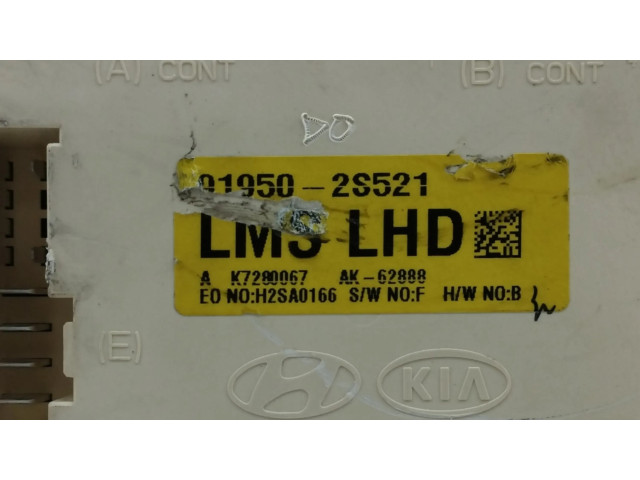 (A) CONT
(B) CONT
91950-2S521
LMS LHD
A K7280067 AK-62888
EO NO:H2SA0166 S/W NO:F H/W NO:B
(E)
KIA